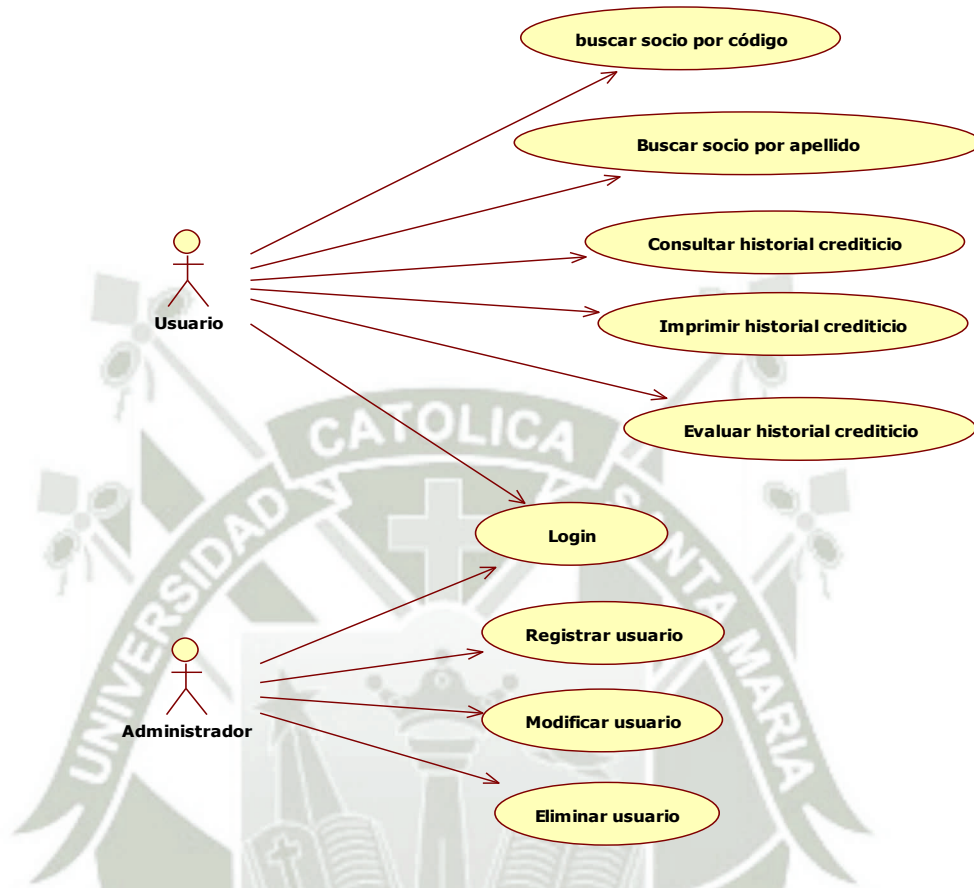 buscar socio por código
Buscar socio por apellido
Consultar historial crediticio
Imprimir historial crediticio
Usuario
Evaluar historial crediticio
Login
Registrar usuario
Administrador
Modificar usuario
Eliminar usuario
UNIVERSIDAD CATOLICA SANTA MARIA